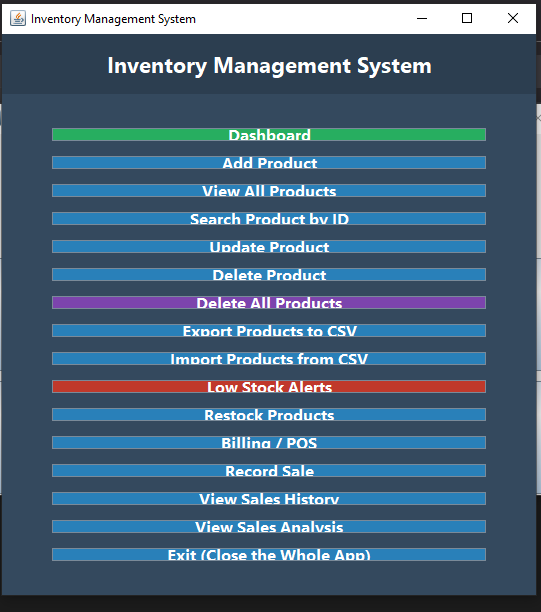 Inventory Management System
Inventory Management System
Dashboard
Add Product
View All Products
Search Product by ID
Update Product
Delete Product
Delete All Products
Export Products to CSV
Import Products from CSV
Low Stock Alerts
Restock Products
Billing / POS
Record Sale
View Sales History
View Sales Analysis
Exit (Close the Whole App)